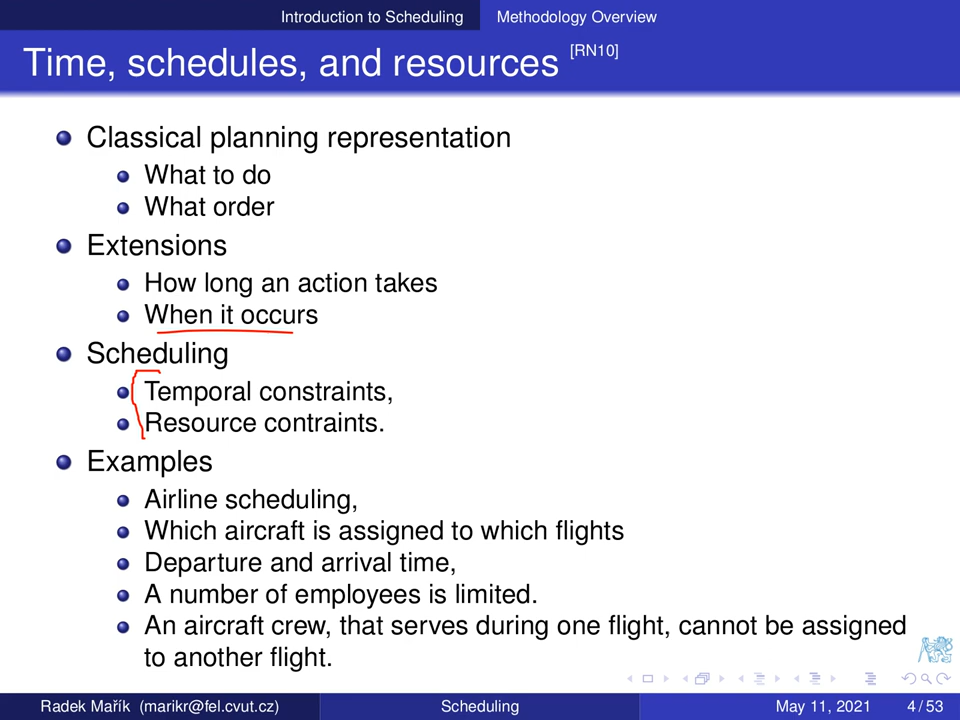 Introduction to Scheduling Methodology Overview
Time, schedules, and resources [RN10]
Classical planning representation
What to do
What order
Extensions
How long an action takes
When it occurs
Scheduling
Temporal constraints,
Resource contraints.
Examples
Airline scheduling,
Which aircraft is assigned to which flights
Departure and arrival time,
A number of employees is limited.
An aircraft crew, that serves during one flight, cannot be assigned
to another flight.
Radek Mařík (marikr@fel.cvut.cz) Scheduling May 11, 2021 4 / 53